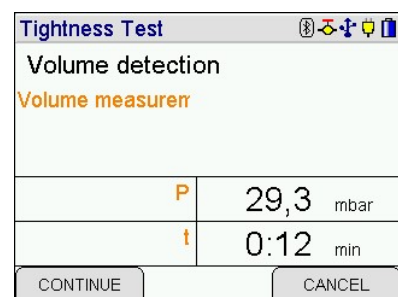 Tightness Test
Volume detection
Volume measurem
P 29,3 mbar
t 0:12 min
CONTINUE CANCEL